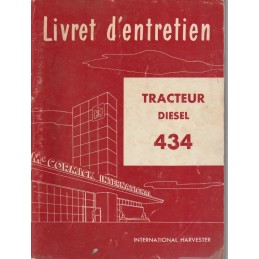 Livret d'entretien
TRACTEUR
DIESEL
434
McCORMICK INTERNATIONAL
INTERNATIONAL HARVESTER